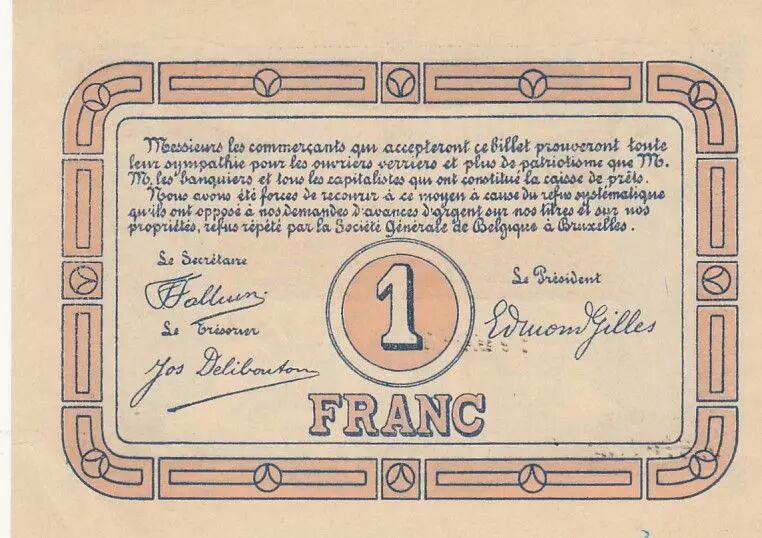 Messieurs les commerçants qui accepteront ce billet prouveront toute
leur sympathie pour les ouvriers verriers et plus de patriotisme que M.
M. les banquiers et tous les capitalistes qui ont constitué la caisse de prêts.
Nous avons été forcés de recourir à ce moyen à cause du refus systématique
qu'ils ont opposé à nos demandes d'avances d'argent sur nos titres et sur nos
propriétés, refus répété par la Société Générale de Belgique à Bruxelles.
Le Secrétaire
Le Président
1
Edmond Gilles
Le Trésorier
Jos Delibouton
FRANC